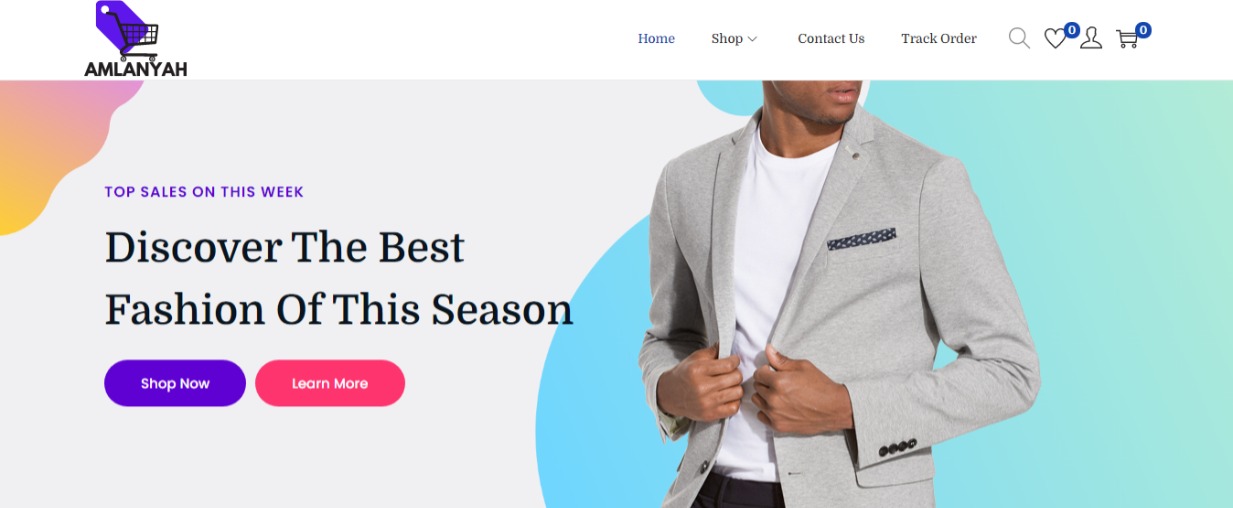 AMLANYAH
Home
Shop
Contact Us
Track Order
0
0
TOP SALES ON THIS WEEK
Discover The Best
Fashion Of This Season
Shop Now
Learn More